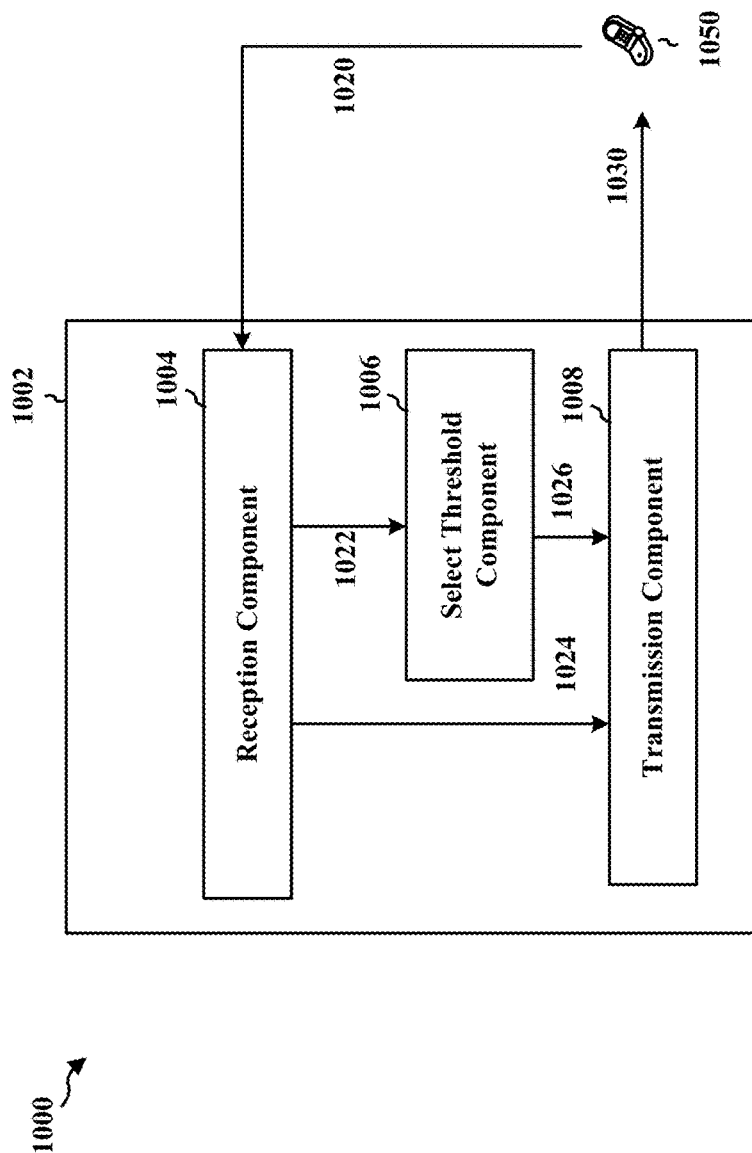 1000
1002
1004
Reception Component
1020
1022
1006
Select Threshold
Component
1024
1026
1008
Transmission Component
1030
1050